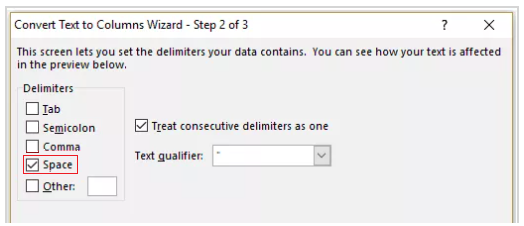 Convert Text to Columns Wizard - Step 2 of 3 ? X
This screen lets you set the delimiters your data contains. You can see how your text is affected
in the preview below.
Delimiters
Tab
Semicolon
Treat consecutive delimiters as one
Comma
Text qualifier: "
Space
Other: